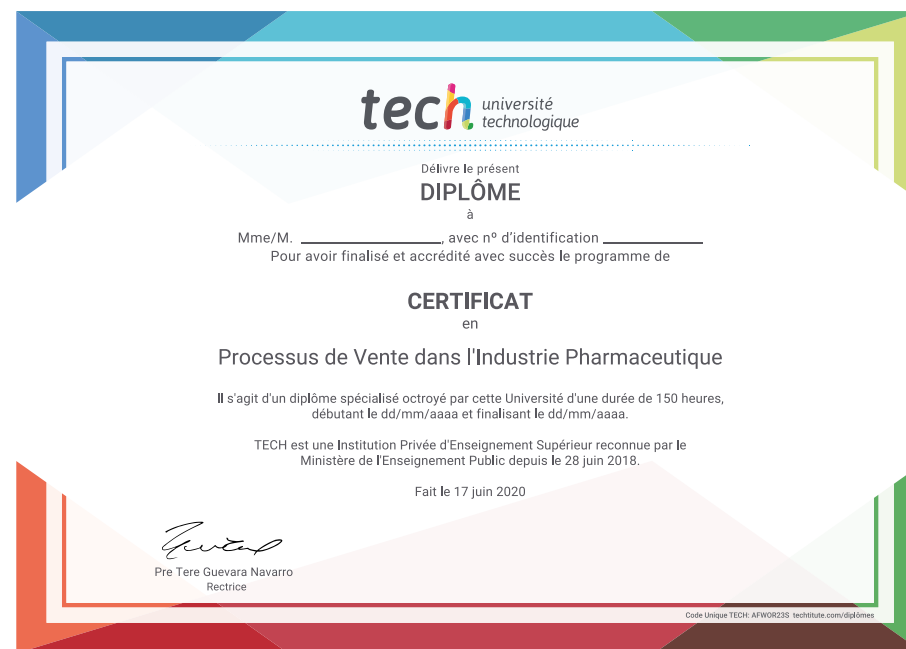 tech université
technologique
Délivre le présent
DIPLÔME
à
Mme/M. ____________________, avec nº d'identification ______________
Pour avoir finalisé et accrédité avec succès le programme de
CERTIFICAT
en
Processus de Vente dans l'Industrie Pharmaceutique
Il s'agit d'un diplôme spécialisé octroyé par cette Université d'une durée de 150 heures,
débutant le dd/mm/aaaa et finalisant le dd/mm/aaaa.
TECH est une Institution Privée d'Enseignement Supérieur reconnue par le
Ministère de l'Enseignement Public depuis le 28 juin 2018.
Fait le 17 juin 2020
Pre Tere Guevara Navarro
Rectrice
Code Unique TECH: AFWOR23S techtitute.com/diplômes